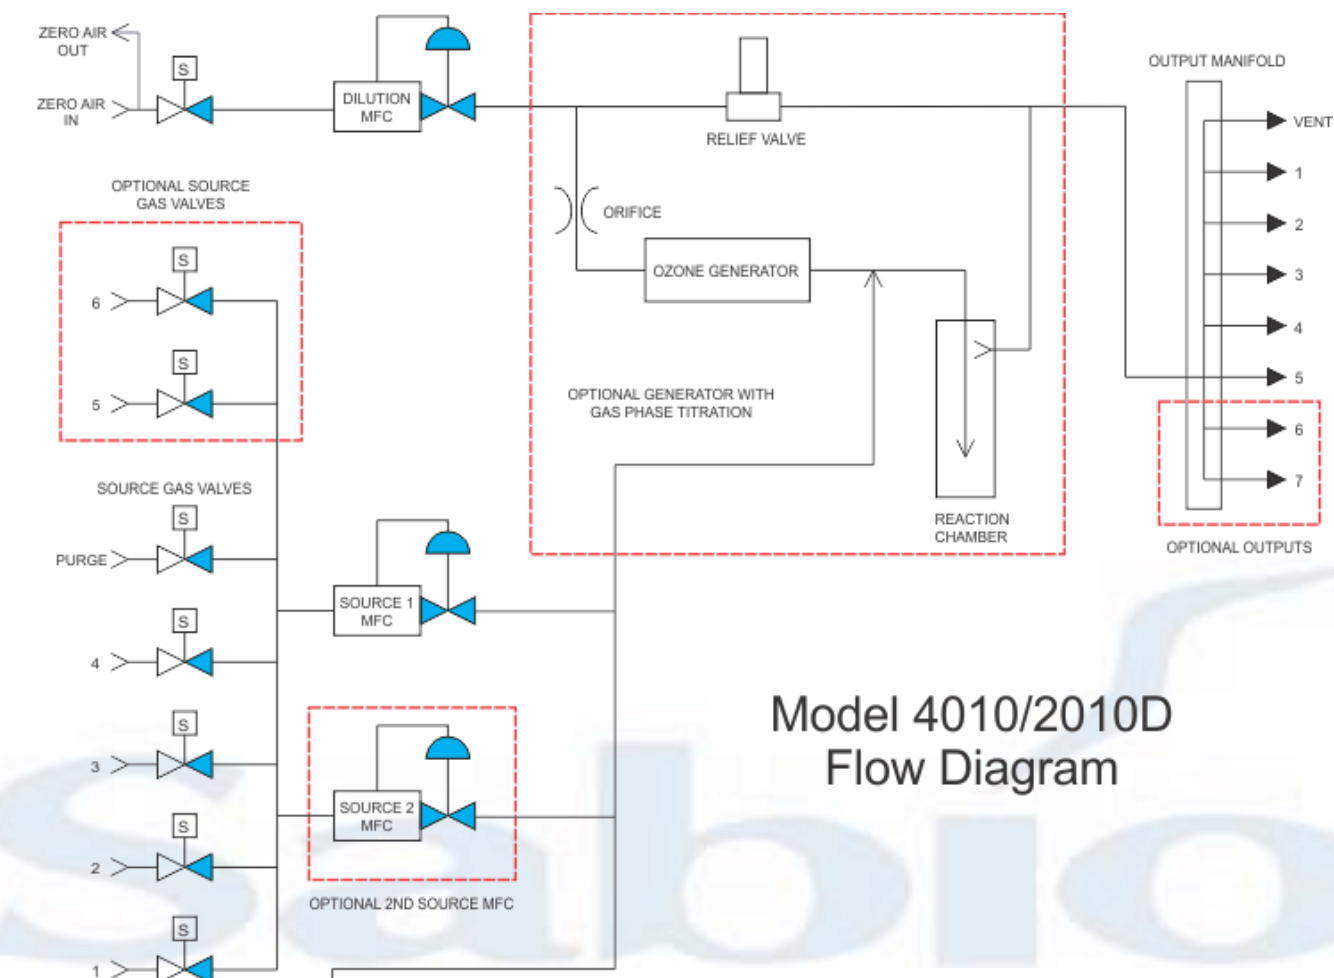 ZERO AIR
OUT
ZERO AIR
IN
S
DILUTION
MFC
RELIEF VALVE
OUTPUT MANIFOLD
VENT
1
2
3
4
5
6
7
OPTIONAL OUTPUTS
OPTIONAL SOURCE
GAS VALVES
S
6
S
5
ORIFICE
OZONE GENERATOR
OPTIONAL GENERATOR WITH
GAS PHASE TITRATION
REACTION
CHAMBER
SOURCE GAS VALVES
S
PURGE
S
4
S
3
S
2
S
1
SOURCE 1
MFC
SOURCE 2
MFC
OPTIONAL 2ND SOURCE MFC
Model 4010/2010D
Flow Diagram
Sabio